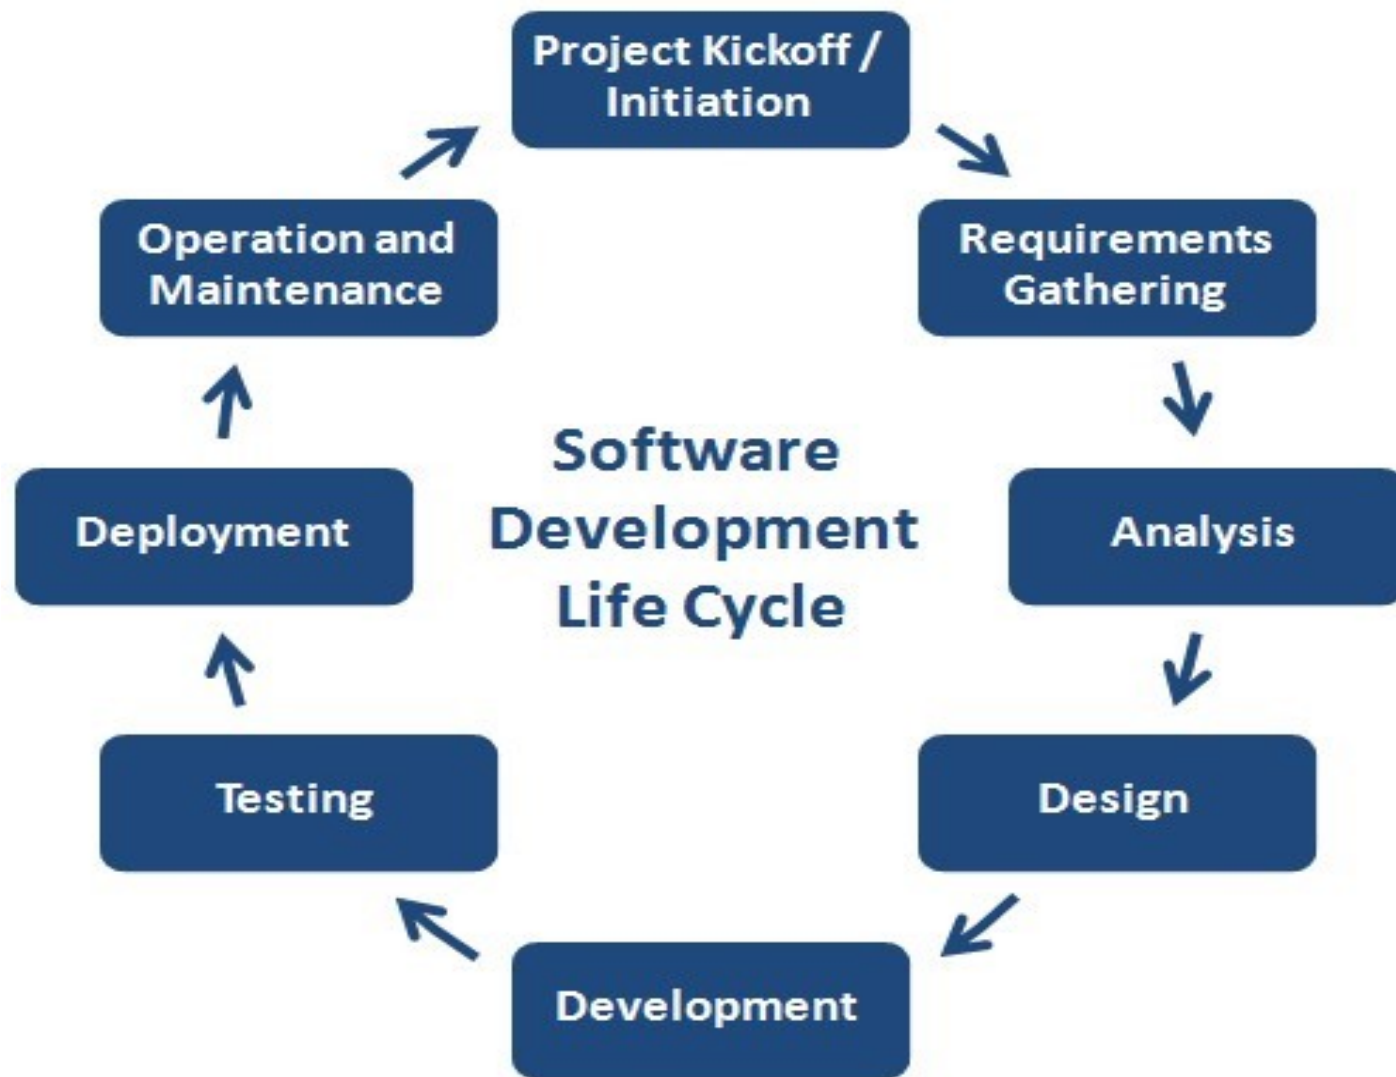 Project Kickoff /
Initiation
Requirements
Gathering
Analysis
Design
Development
Testing
Deployment
Operation and
Maintenance
Software
Development
Life Cycle